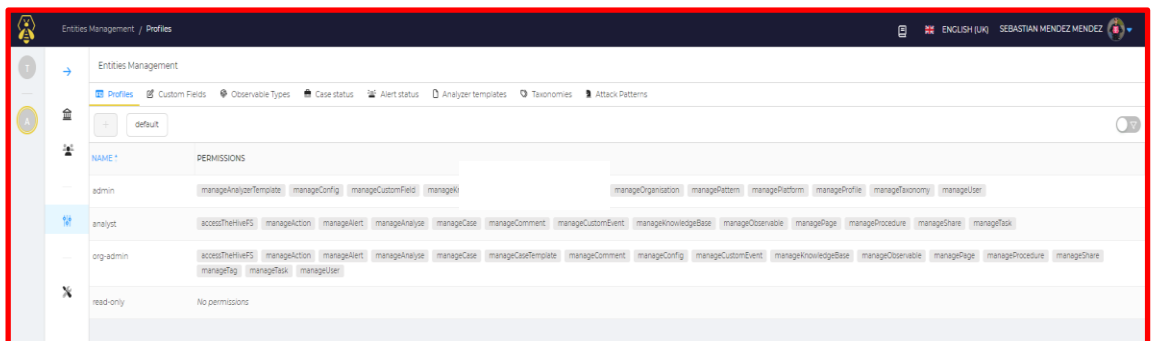 Entities Management / Profiles ENGLISH (UK) SEBASTIAN MENDEZ MENDEZ
T
Entities Management
Profiles Custom Fields Observable Types Case status Alert status Analyzer templates Taxonomies Attack Patterns
A
+ default
NAME PERMISSIONS
admin manageAnalyzerTemplate manageConfig manageCustomField manageOrganisation managePattern managePlatform manageProfile manageTaxonomy manageUser
analyst accessTheHiveFS manageAction manageAlert manageAnalyse manageCase manageComment manageCustomEvent manageKnowledgeBase manageObservable managePage manageProcedure manageShare manageTask
org-admin accessTheHiveFS manageAction manageAlert manageAnalyse manageCase manageCaseTemplate manageComment manageConfig manageCustomEvent manageKnowledgeBase manageObservable managePage manageProcedure manageShare
manageTag manageTask manageUser
read-only No permissions